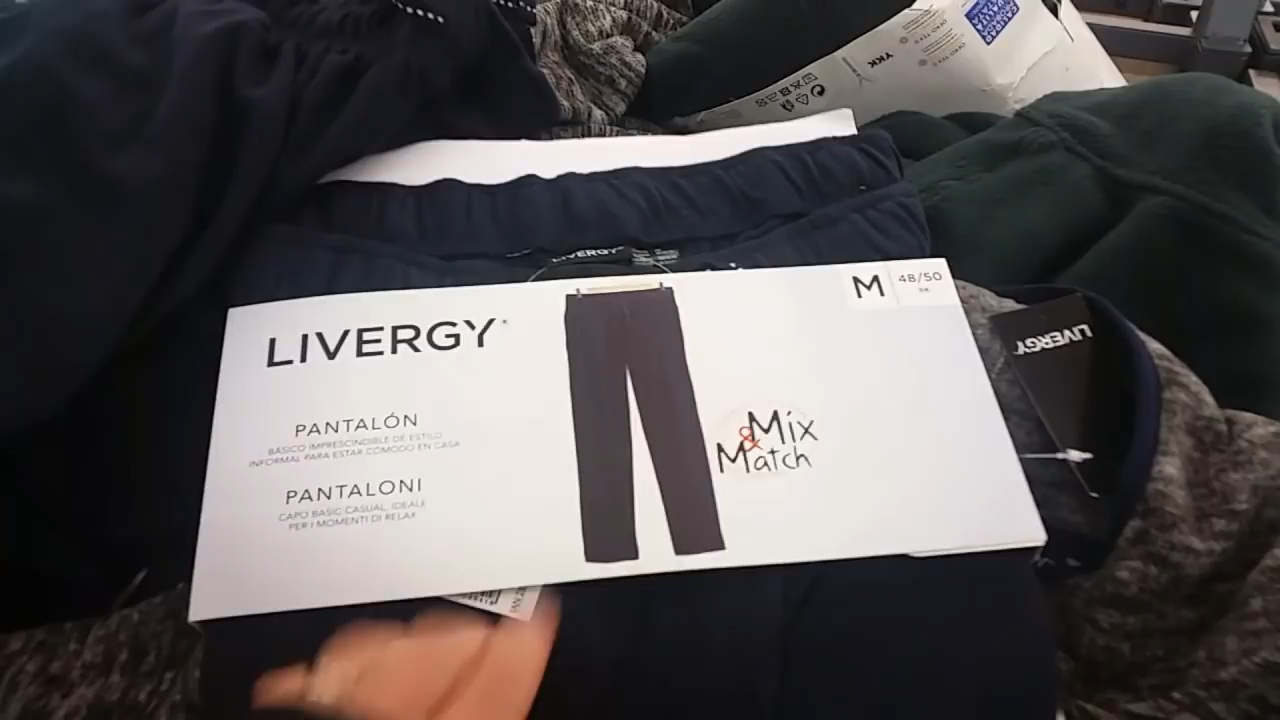 YKK
LIVERGY
LIVERGY
M
48/50
PANTALÓN
BÁSICO IMPRESCINDIBLE DE ESTILO
INFORMAL PARA ESTAR CÓMODO EN CASA
PANTALONI
CAPO BASIC CASUAL, IDEALE
PER I MOMENTI DI RELAX
Mix
&
Match
LIVERGY